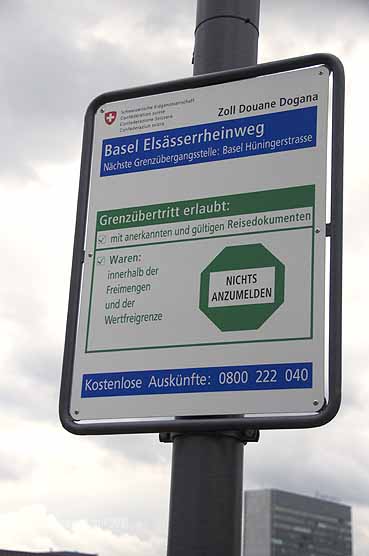 Schweizerische Eidgenossenschaft
Confédération suisse
Confederazione Svizzera
Confederaziun svizra
Zoll Douane Dogana
Basel Elsässerrheinweg
Nächste Grenzübergangsstelle: Basel Hüningerstrasse
Grenzübertritt erlaubt:
mit anerkannten und gültigen Reisedokumenten
Waren:
innerhalb der
Freimengen
und der
Wertfreigrenze
NICHTS
ANZUMELDEN
Kostenlose Auskünfte: 0800 222 040